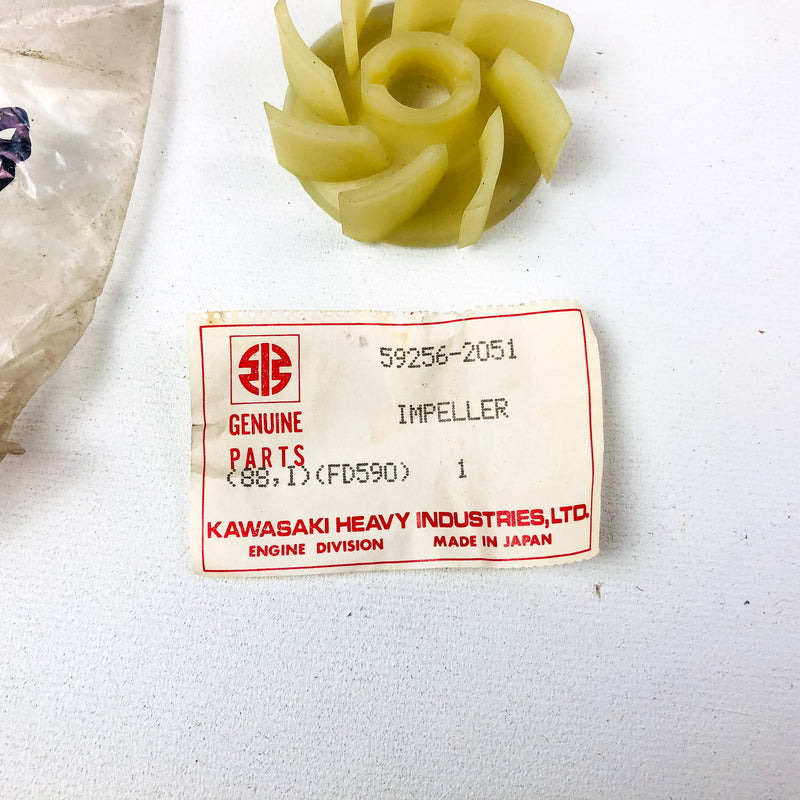 59256-2051
GENUINE
IMPELLER
PARTS
(88,I)(FD590) 1
KAWASAKI HEAVY INDUSTRIES,LTD.
ENGINE DIVISION MADE IN JAPAN